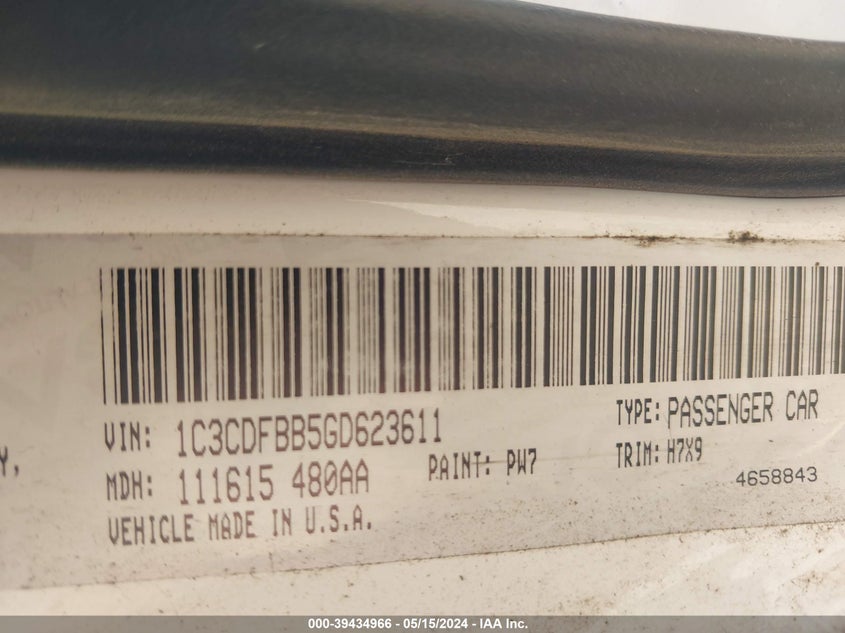 VIN: 1C3CDFBB5GD623611
TYPE: PASSENGER CAR
Y,
MDH: 111615 480AA
PAINT: PW7
TRIM: H7X9
4658843
VEHICLE MADE IN U.S.A.
000-39434966 - 05/15/2024 - IAA Inc.